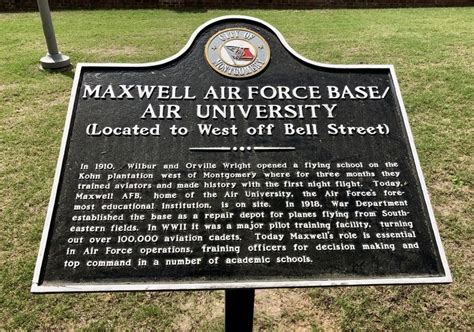 CITY OF
MONTGOMERY
MAXWELL AIR FORCE BASE/
AIR UNIVERSITY
(Located to West off Bell Street)
In 1910, Wilbur and Orville Wright opened a flying school on the
Kohn plantation west of Montgomery where for three months they
trained aviators and made history with the first night flight. Today,
Maxwell AFB, home of the Air University, the Air Force's fore-
most educational institution, is on site. In 1918, War Department
established the base as a repair depot for planes flying from South-
eastern fields. In WWII it was a major pilot training facility, turning
out over 100,000 aviation cadets. Today Maxwell's role is essential
in Air Force operations, training officers for decision making and
top command in a number of academic schools.